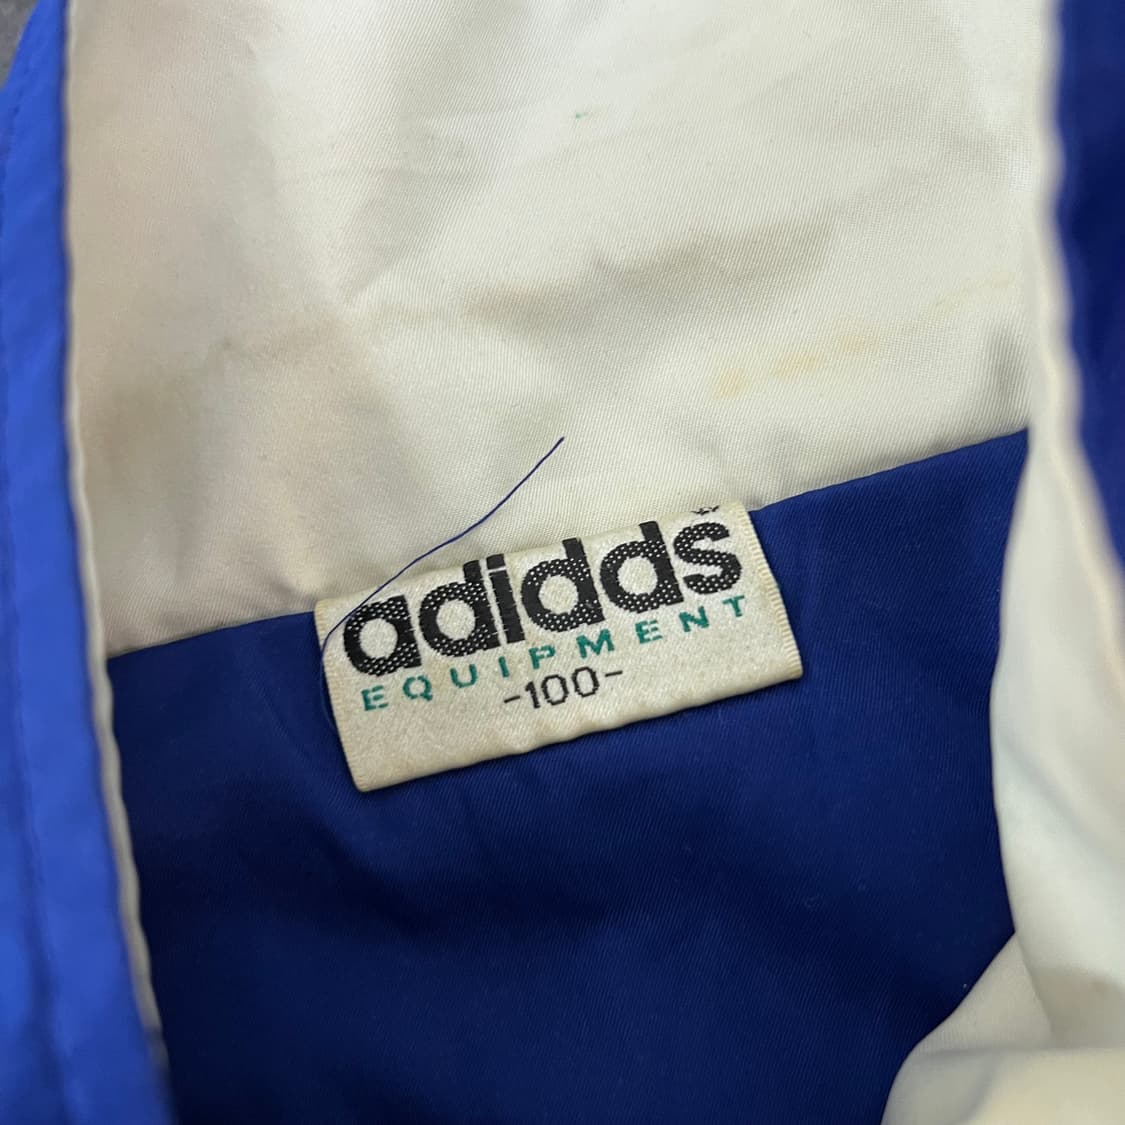 adidas
EQUIPMENT
-100-